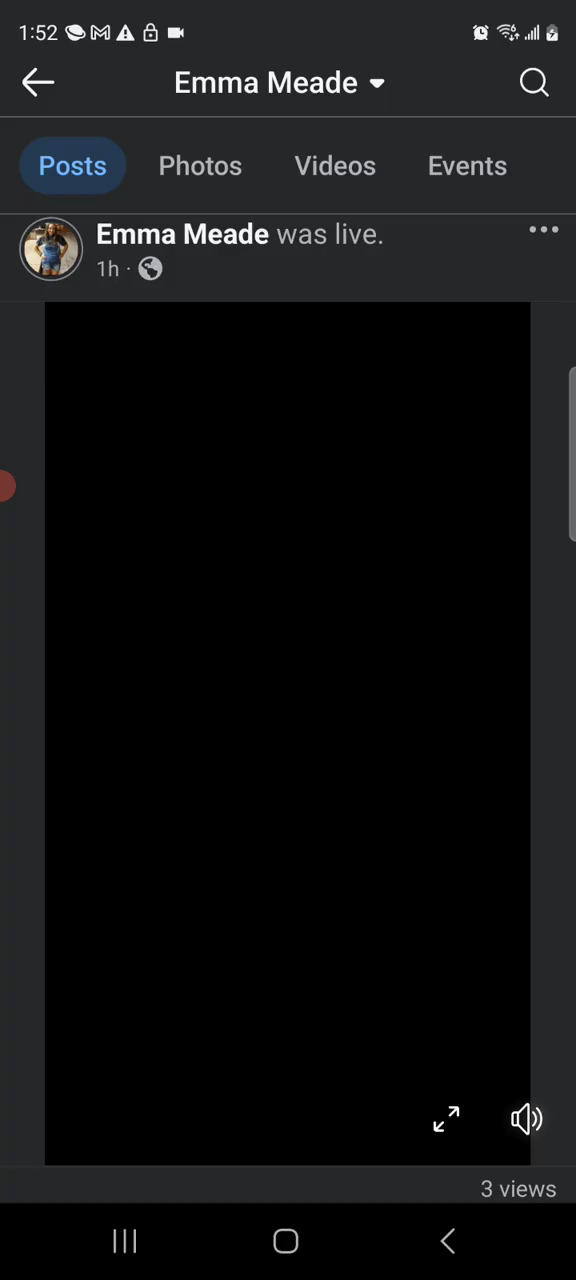 1:52
Emma Meade
Posts Photos Videos Events
Emma Meade was live.
1h ·
3 views